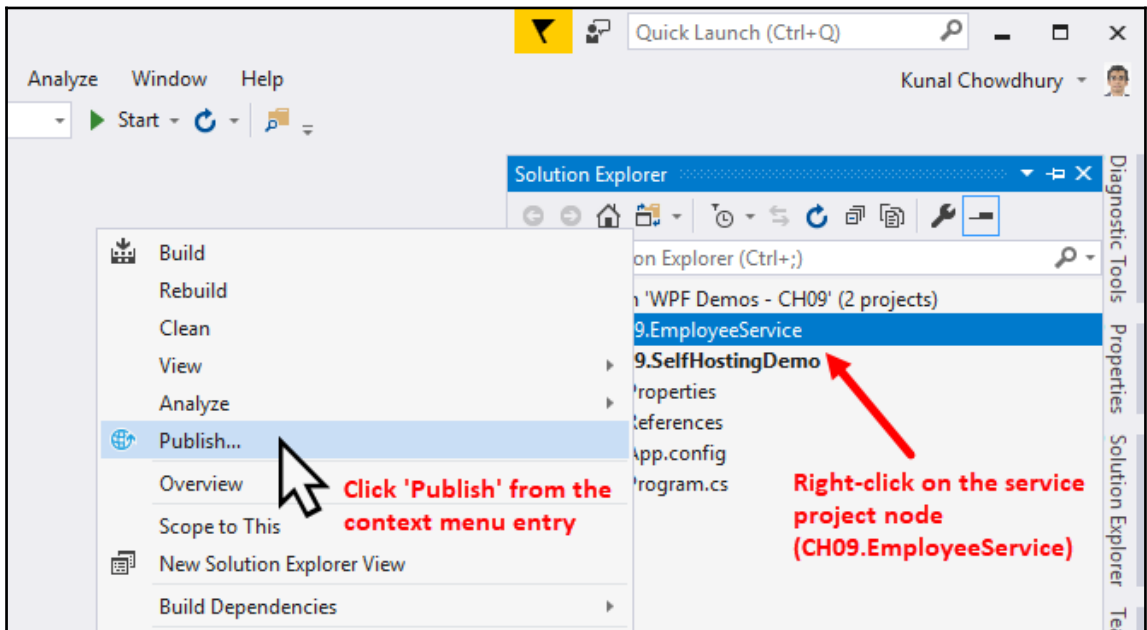 Quick Launch (Ctrl+Q)
Analyze Window Help
Kunal Chowdhury
Start
Solution Explorer
on Explorer (Ctrl+;)
'WPF Demos - CH09' (2 projects)
9.EmployeeService
9.SelfHostingDemo
Properties
References
App.config
Program.cs
Build
Rebuild
Clean
View
Analyze
Publish...
Overview
Scope to This
New Solution Explorer View
Build Dependencies
Click 'Publish' from the
context menu entry
Right-click on the service
project node
(CH09.EmployeeService)
Diagnostic Tools
Properties
Solution Explorer
Te